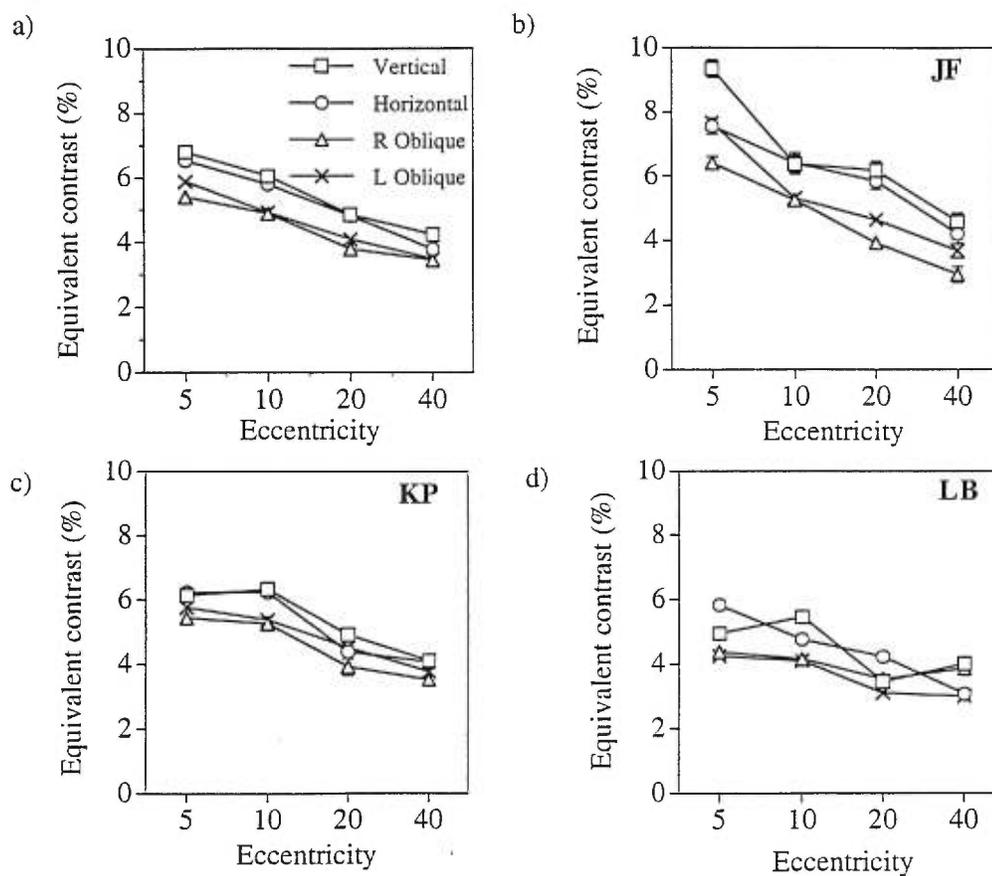 a)
Equivalent contrast (%)
10
8
6
4
2
0
Vertical
Horizontal
R Oblique
L Oblique
5 10 20 40
Eccentricity
b)
Equivalent contrast (%)
10
8
6
4
2
0
JF
5 10 20 40
Eccentricity
c)
Equivalent contrast (%)
10
8
6
4
2
0
KP
5 10 20 40
Eccentricity
d)
Equivalent contrast (%)
10
8
6
4
2
0
LB
5 10 20 40
Eccentricity